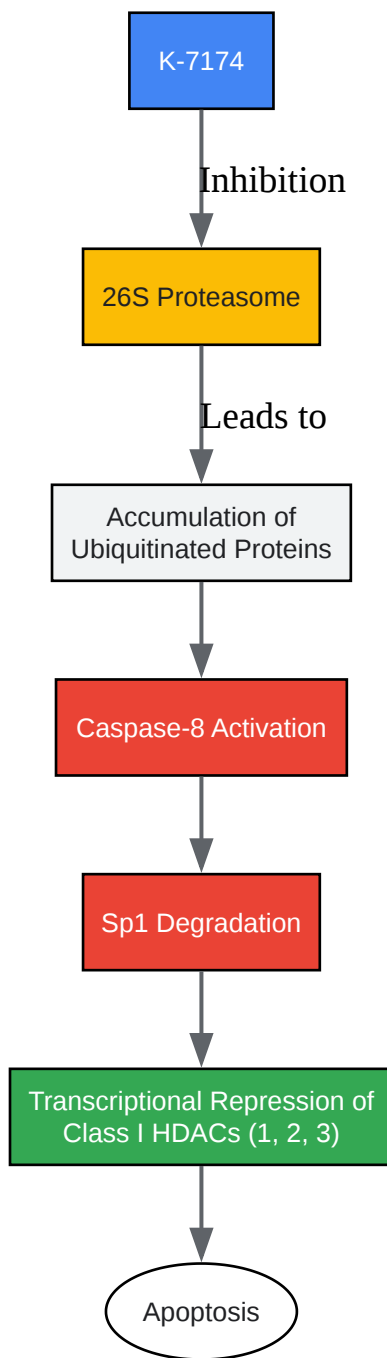 K-7174
Inhibition
26S Proteasome
Leads to
Accumulation of
Ubiquitinated Proteins
Caspase-8 Activation
Sp1 Degradation
Transcriptional Repression of
Class I HDACs (1, 2, 3)
Apoptosis